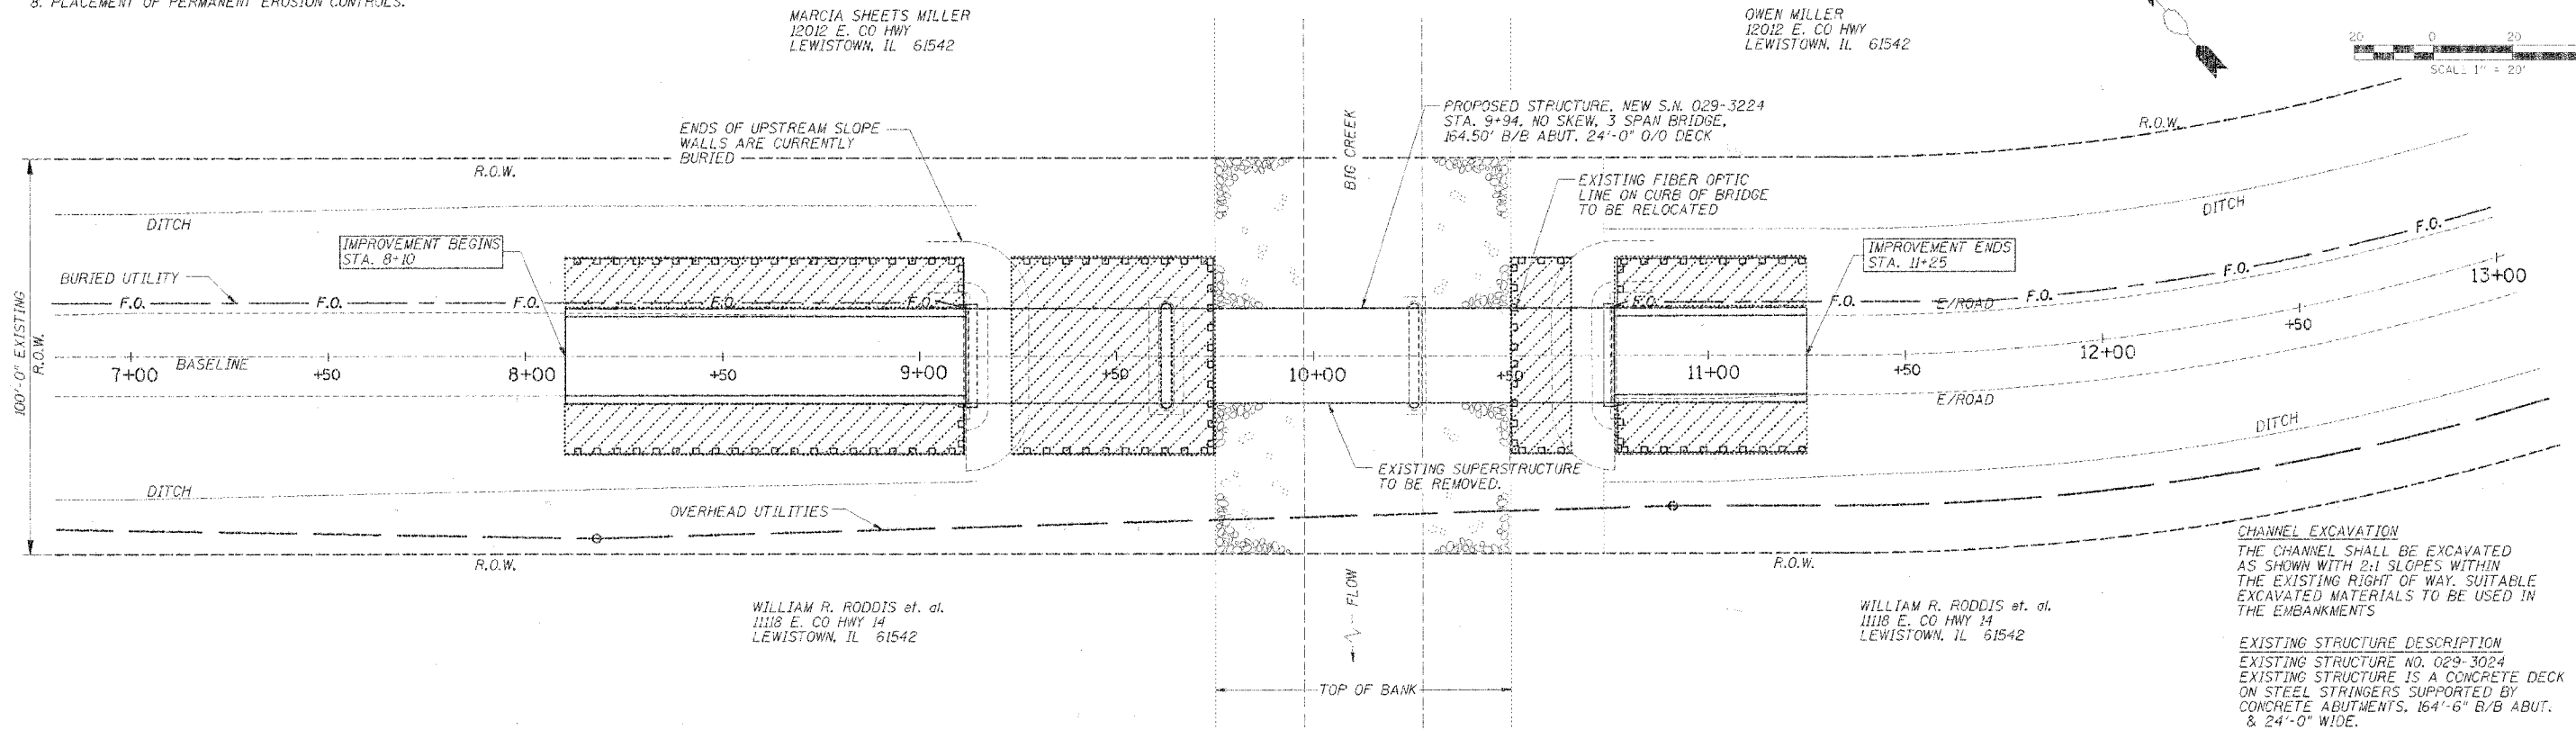 8. PLACEMENT OF PERMANENT EROSION CONTROLS.
MARCIA SHEETS MILLER
12012 E. CO HWY
LEWISTOWN, IL 61542
OWEN MILLER
12012 E. CO HWY
LEWISTOWN, IL 61542
20 0 20
SCALE 1" = 20'
ENDS OF UPSTREAM SLOPE
WALLS ARE CURRENTLY
BURIED
BIG CREEK
PROPOSED STRUCTURE, NEW S.N. 029-3224
STA. 9+94, NO SKEW, 3 SPAN BRIDGE,
164.50' B/B ABUT. 24'-0" O/O DECK
R.O.W.
R.O.W.
EXISTING FIBER OPTIC
LINE ON CURB OF BRIDGE
TO BE RELOCATED
DITCH
DITCH
IMPROVEMENT BEGINS
STA. 8+10
IMPROVEMENT ENDS
STA. 11+25
BURIED UTILITY
F.O. F.O. F.O. F.O. F.O. F.O. F.O. F.O. F.O. F.O.
E/ROAD
13+00
100'-0" EXISTING
R.O.W.
BASELINE
7+00 +50 8+00 +50 9+00 +50 10+00 +50 11+00 +50 12+00 +50
E/ROAD
DITCH
DITCH
EXISTING SUPERSTRUCTURE
TO BE REMOVED.
OVERHEAD UTILITIES
R.O.W.
R.O.W.
FLOW
TOP OF BANK
WILLIAM R. RODDIS et. al.
11118 E. CO HWY 14
LEWISTOWN, IL 61542
WILLIAM R. RODDIS et. al.
11118 E. CO HWY 14
LEWISTOWN, IL 61542
CHANNEL EXCAVATION
THE CHANNEL SHALL BE EXCAVATED
AS SHOWN WITH 2:1 SLOPES WITHIN
THE EXISTING RIGHT OF WAY. SUITABLE
EXCAVATED MATERIALS TO BE USED IN
THE EMBANKMENTS
EXISTING STRUCTURE DESCRIPTION
EXISTING STRUCTURE NO. 029-3024
EXISTING STRUCTURE IS A CONCRETE DECK
ON STEEL STRINGERS SUPPORTED BY
CONCRETE ABUTMENTS, 164'-6" B/B ABUT.
& 24'-0" WIDE.